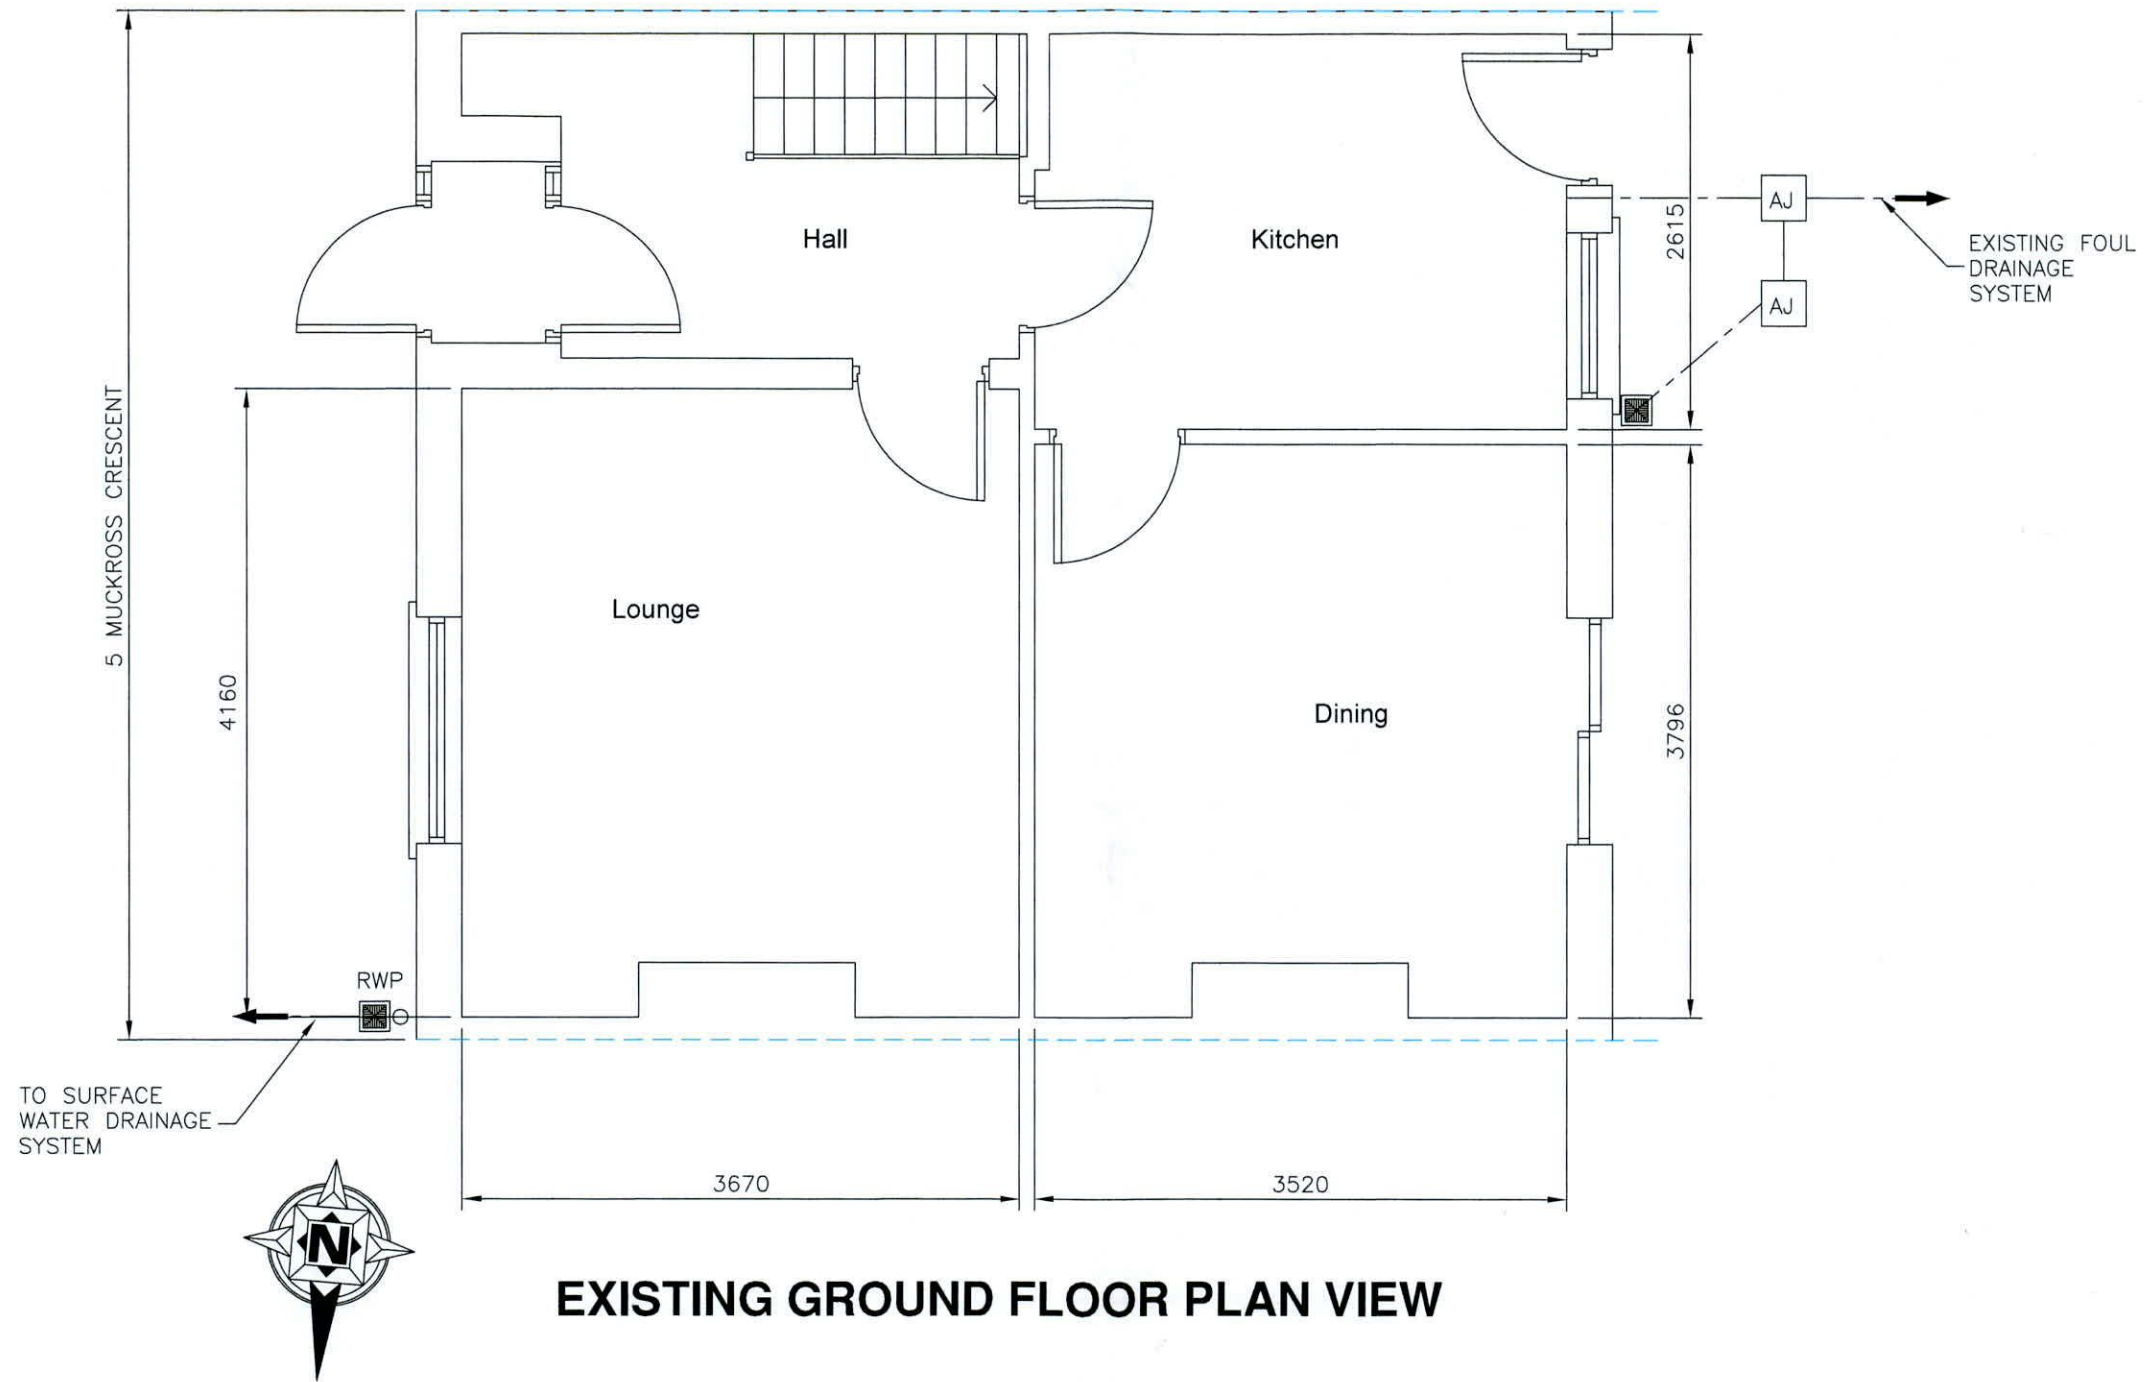 Hall
Kitchen
2615
AJ
AJ
EXISTING FOUL
DRAINAGE
SYSTEM
5 MUCKROSS CRESCENT
4160
Lounge
Dining
3796
RWP
TO SURFACE
WATER DRAINAGE
SYSTEM
3670
3520
N
EXISTING GROUND FLOOR PLAN VIEW